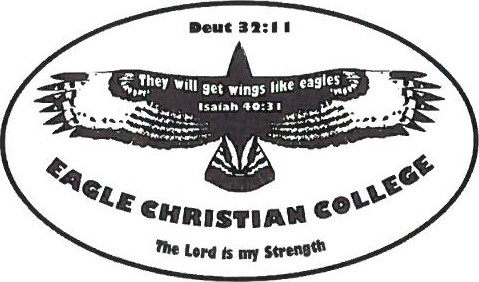 Deut 32:11
They will get wings like eagles
Isaiah 40:31
EAGLE CHRISTIAN COLLEGE
The Lord is my Strength